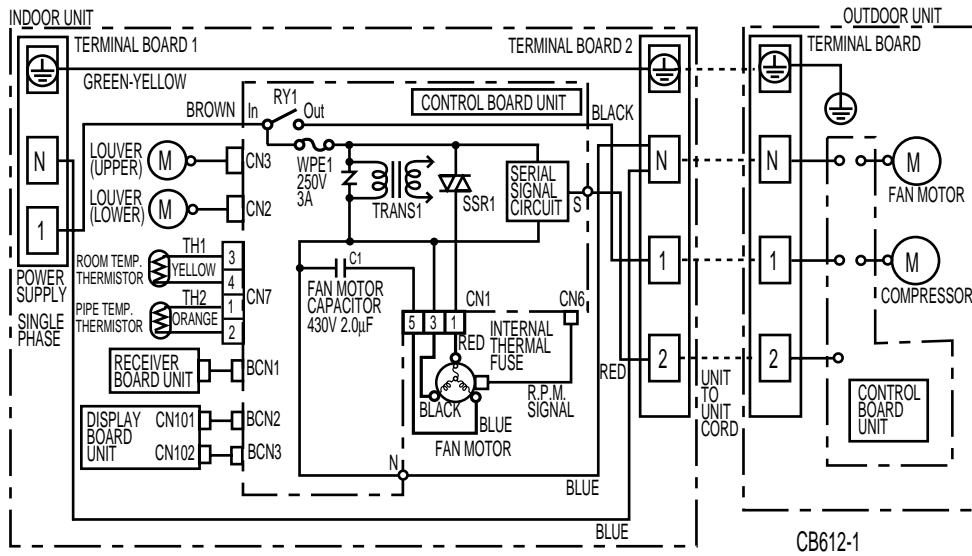 INDOOR UNIT
OUTDOOR UNIT
TERMINAL BOARD 1
TERMINAL BOARD 2
TERMINAL BOARD
GREEN-YELLOW
CONTROL BOARD UNIT
BROWN
In
RY1
Out
BLACK
N
1
LOUVER
(UPPER)
M
CN3
LOUVER
(LOWER)
M
CN2
WPE1
250V
3A
TRANS1
SSR1
SERIAL
SIGNAL
CIRCUIT
S
N
1
2
N
1
2
M
FAN MOTOR
M
COMPRESSOR
POWER
SUPPLY
SINGLE
PHASE
ROOM TEMP.
THERMISTOR
TH1
YELLOW
3
4
CN7
PIPE TEMP.
THERMISTOR
TH2
ORANGE
1
2
C1
FAN MOTOR
CAPACITOR
430V 2.0µF
CN1
CN6
5
3
1
RED
INTERNAL
THERMAL
FUSE
RED
RECEIVER
BOARD UNIT
BCN1
R.P.M.
SIGNAL
BLACK
BLUE
FAN MOTOR
UNIT
TO
UNIT
CORD
CONTROL
BOARD
UNIT
DISPLAY
BOARD
UNIT
CN101
BCN2
CN102
BCN3
N
BLUE
BLUE
CB612-1